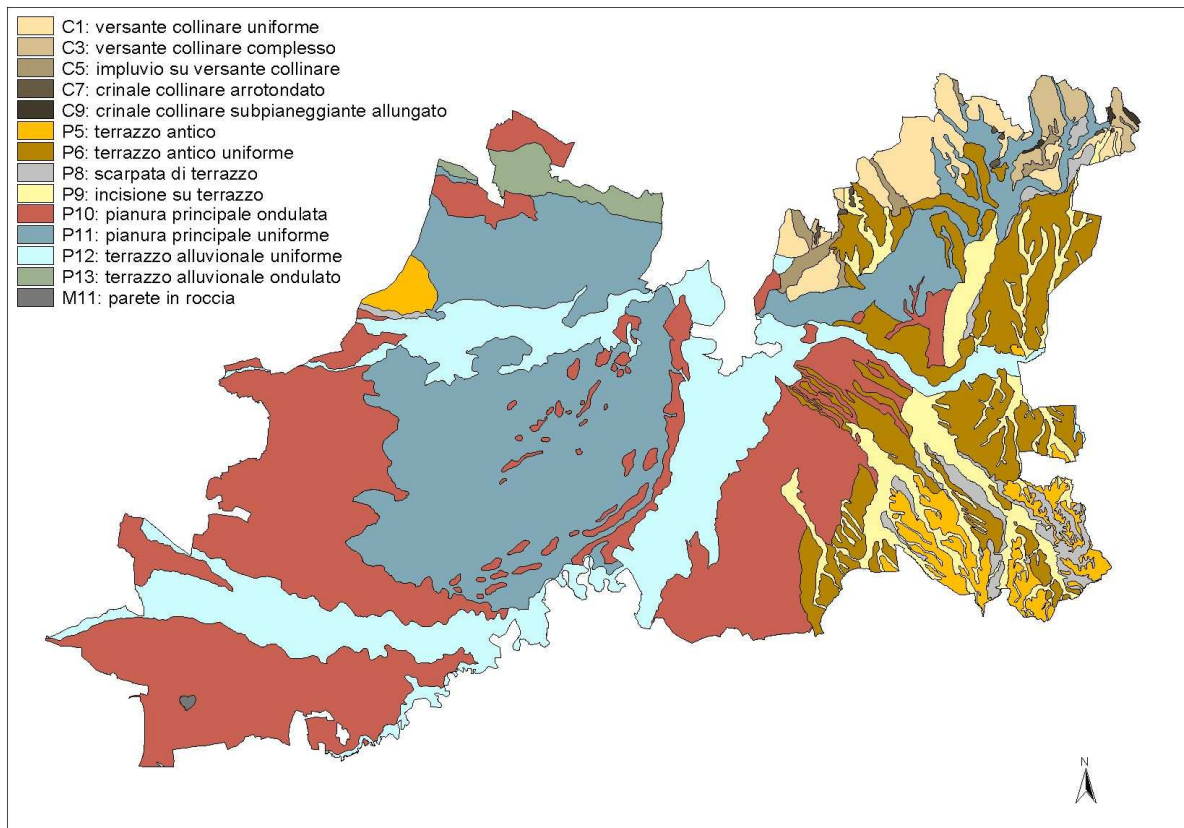 C1: versante collinare uniforme
C3: versante collinare complesso
C5: impluvio su versante collinare
C7: crinale collinare arrotondato
C9: crinale collinare subpianeggiante allungato
P5: terrazzo antico
P6: terrazzo antico uniforme
P8: scarpata di terrazzo
P9: incisione su terrazzo
P10: pianura principale ondulata
P11: pianura principale uniforme
P12: terrazzo alluvionale uniforme
P13: terrazzo alluvionale ondulato
M11: parete in roccia
N